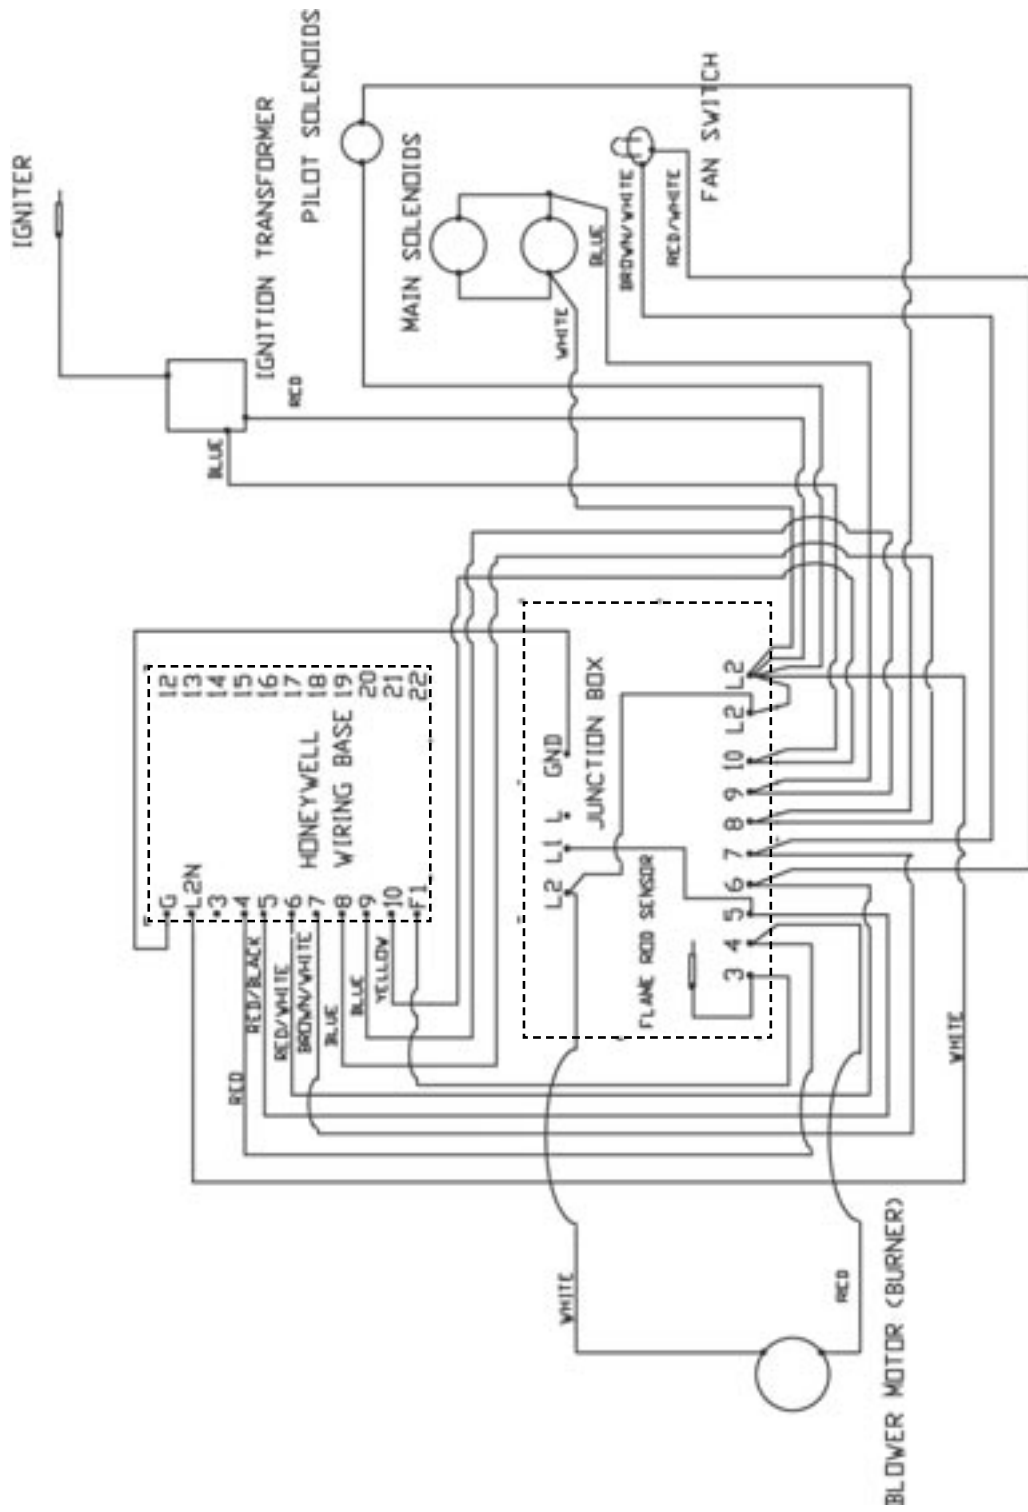 IGNITER
IGNITION TRANSFORMER
PILOT SOLENOIDS
MAIN SOLENOIDS
FAN SWITCH
BLUE
RED
WHITE
BLUE
BROWN/WHITE
RED/WHITE
12
13
14
15
16
17
18
19
20
21
22
HONEYWELL
WIRING BASE
G
L2N
3
4
5
6
7
8
9
10
F1
RED
RED/BLACK
RED/WHITE
BROWN/WHITE
BLUE
BLUE
YELLOW
JUNCTION BOX
GND
L
L1
L2
FLAME ROD SENSOR
L2
L2
10
9
8
7
6
5
4
3
WHITE
WHITE
RED
BLOWER MOTOR (BURNER)